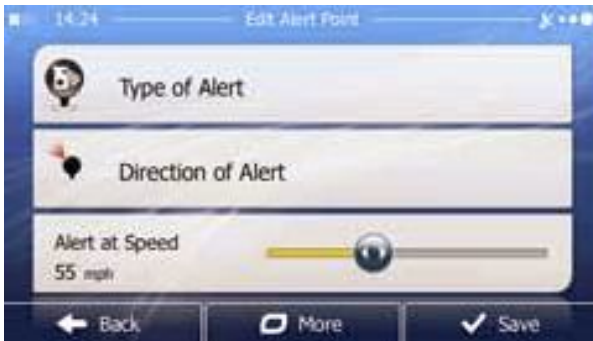 14:24 Edit Alert Point
Type of Alert
Direction of Alert
Alert at Speed
55 mph
Back More Save